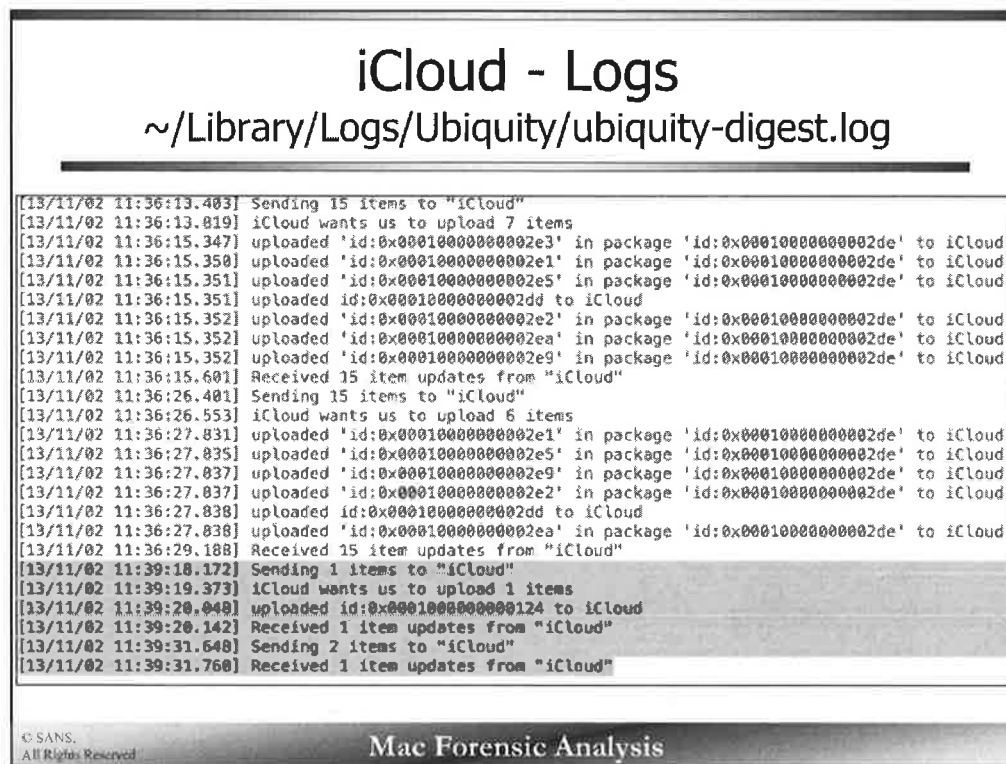 iCloud - Logs
~/Library/Logs/Ubiquity/ubiquity-digest.log
[13/11/02 11:36:13.403] Sending 15 items to "iCloud"
[13/11/02 11:36:13.819] iCloud wants us to upload 7 items
[13/11/02 11:36:15.347] uploaded 'id:0x00010000000002e3' in package 'id:0x00010000000002de' to iCloud
[13/11/02 11:36:15.350] uploaded 'id:0x00010000000002e1' in package 'id:0x00010000000002de' to iCloud
[13/11/02 11:36:15.351] uploaded 'id:0x00010000000002e5' in package 'id:0x00010000000002de' to iCloud
[13/11/02 11:36:15.351] uploaded id:0x00010000000002dd to iCloud
[13/11/02 11:36:15.352] uploaded 'id:0x00010000000002e2' in package 'id:0x00010000000002de' to iCloud
[13/11/02 11:36:15.352] uploaded 'id:0x00010000000002ea' in package 'id:0x00010000000002de' to iCloud
[13/11/02 11:36:15.352] uploaded 'id:0x00010000000002e9' in package 'id:0x00010000000002de' to iCloud
[13/11/02 11:36:15.601] Received 15 item updates from "iCloud"
[13/11/02 11:36:26.401] Sending 15 items to "iCloud"
[13/11/02 11:36:26.553] iCloud wants us to upload 6 items
[13/11/02 11:36:27.831] uploaded 'id:0x00010000000002e1' in package 'id:0x00010000000002de' to iCloud
[13/11/02 11:36:27.835] uploaded 'id:0x00010000000002e5' in package 'id:0x00010000000002de' to iCloud
[13/11/02 11:36:27.837] uploaded 'id:0x00010000000002e9' in package 'id:0x00010000000002de' to iCloud
[13/11/02 11:36:27.837] uploaded 'id:0x00010000000002e2' in package 'id:0x00010000000002de' to iCloud
[13/11/02 11:36:27.838] uploaded id:0x00010000000002dd to iCloud
[13/11/02 11:36:27.838] uploaded 'id:0x00010000000002ea' in package 'id:0x00010000000002de' to iCloud
[13/11/02 11:36:29.188] Received 15 item updates from "iCloud"
[13/11/02 11:39:18.172] Sending 1 items to "iCloud"
[13/11/02 11:39:19.373] iCloud wants us to upload 1 items
[13/11/02 11:39:20.048] uploaded id:0x0001000000000124 to iCloud
[13/11/02 11:39:20.142] Received 1 item updates from "iCloud"
[13/11/02 11:39:31.640] Sending 2 items to "iCloud"
[13/11/02 11:39:31.760] Received 1 item updates from "iCloud"
© SANS,
All Rights Reserved
Mac Forensic Analysis